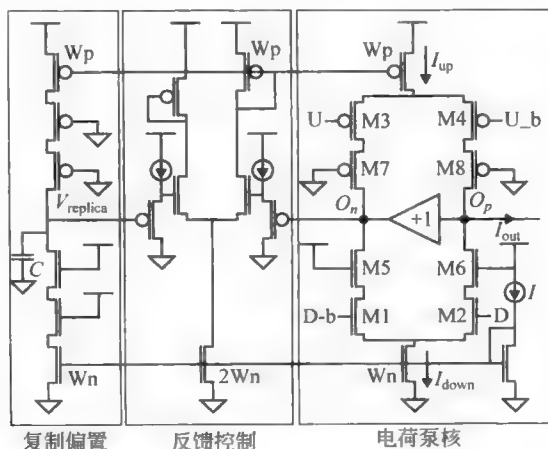 Wp
Wp
Wp
I_up
U
M3
M4
U_b
M7
M8
V_replica
O_n
+1
O_p
I_out
C
M5
M6
I
D-b
M1
M2
D
Wn
2Wn
Wn
I_down
复制偏置
反馈控制
电荷泵核